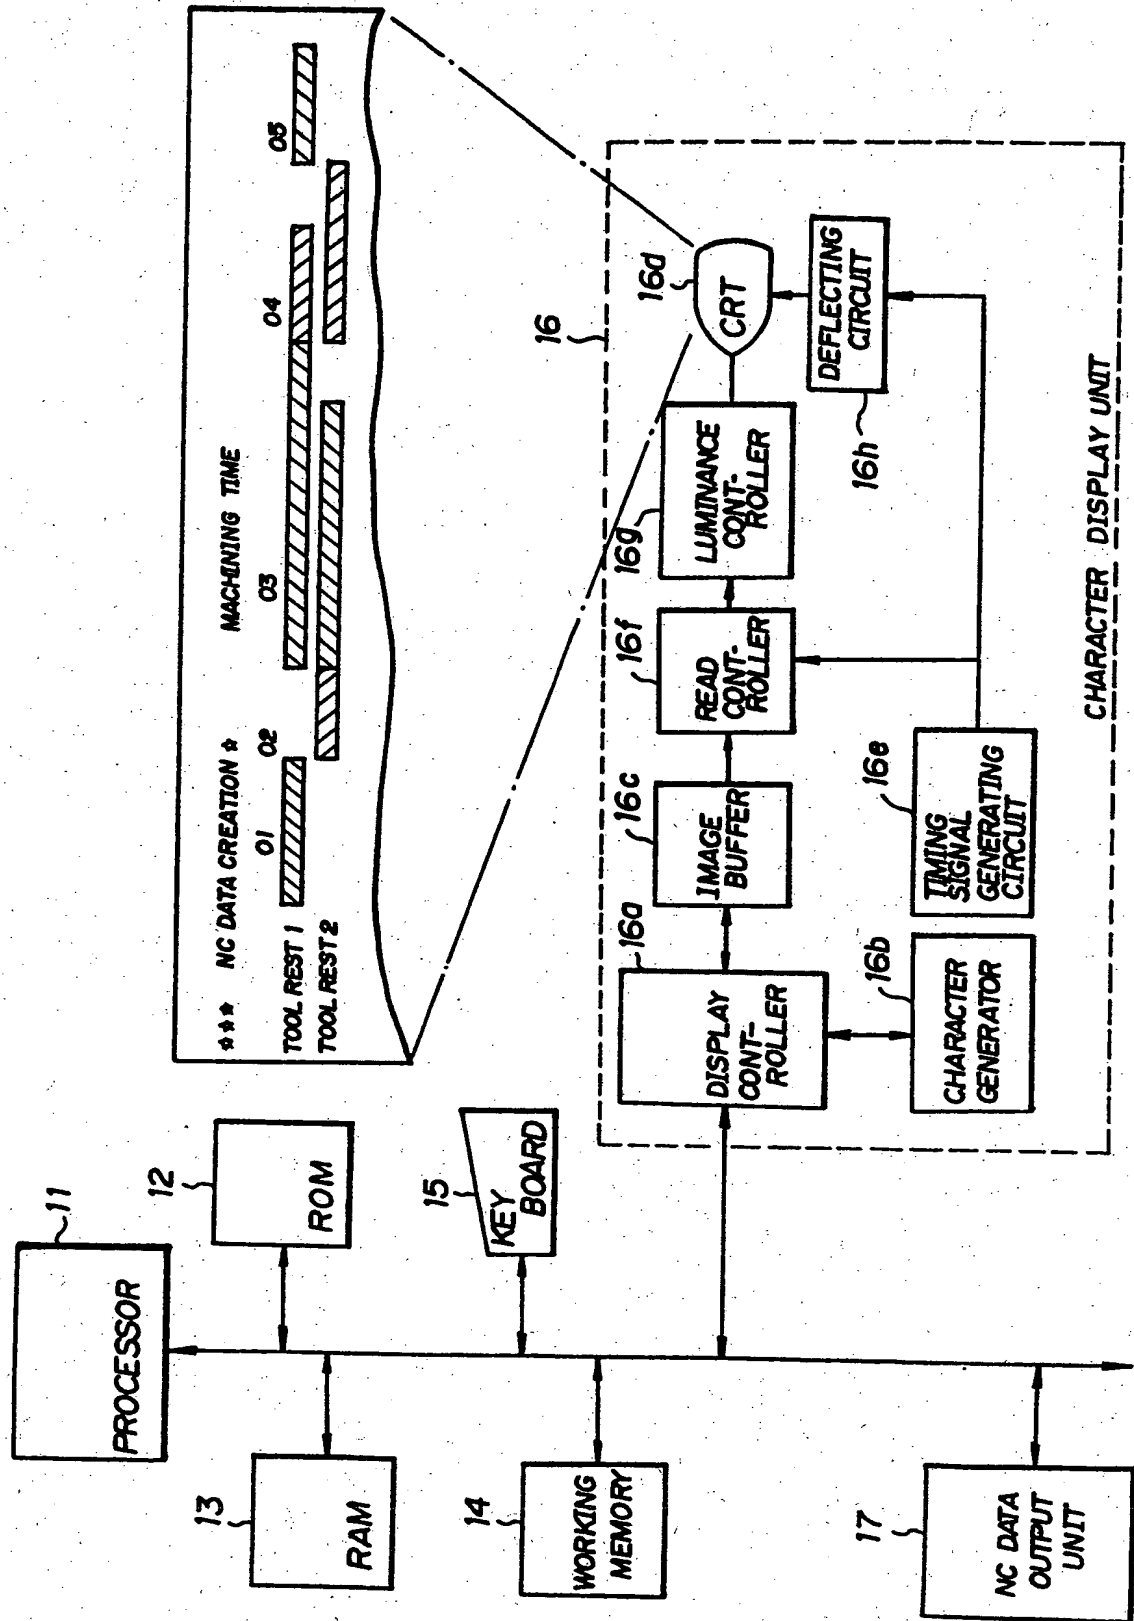 *** NC DATA CREATION *
MACHINING TIME
01
02
03
04
05
TOOL REST 1
TOOL REST 2
11
PROCESSOR
12
ROM
13
RAM
14
WORKING
MEMORY
15
KEY
BOARD
17
NC DATA
OUTPUT
UNIT
16
16a
DISPLAY
CONT-
ROLLER
16b
CHARACTER
GENERATOR
16c
IMAGE
BUFFER
16f
READ
CONT-
ROLLER
16g
LUMINANCE
CONT-
ROLLER
16d
CRT
16h
DEFLECTING
CIRCUIT
16e
TIMING
SIGNAL
GENERATING
CIRCUIT
CHARACTER DISPLAY UNIT